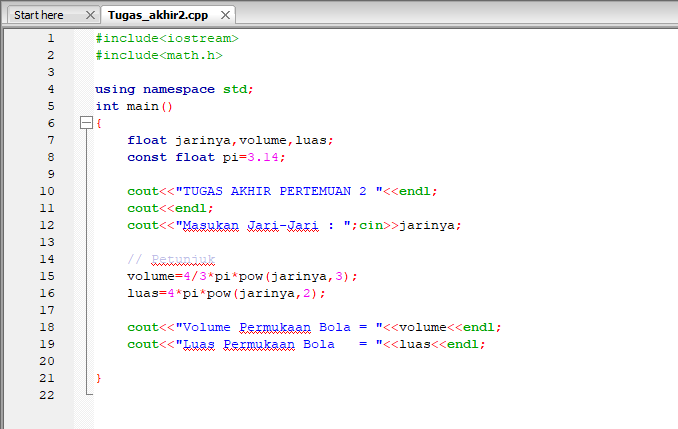 Start here Tugas_akhir2.cpp
1 #include<iostream>
2 #include<math.h>
3
4 using namespace std;
5 int main()
6 {
7 float jarinya,volume,luas;
8 const float pi=3.14;
9
10 cout<<"TUGAS AKHIR PERTEMUAN 2 "<<endl;
11 cout<<endl;
12 cout<<"Masukan Jari-Jari : ";cin>>jarinya;
13
14 // Petunjuk
15 volume=4/3*pi*pow(jarinya,3);
16 luas=4*pi*pow(jarinya,2);
17
18 cout<<"Volume Permukaan Bola = "<<volume<<endl;
19 cout<<"Luas Permukaan Bola   = "<<luas<<endl;
20
21 }
22